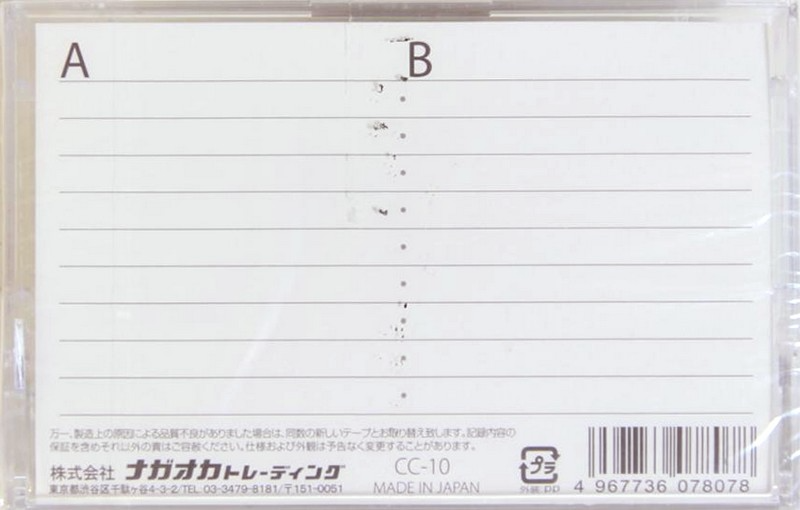 A
B
万一、製造上の原因による品質不良がありました場合は、同数の新しいテープとお取り替え致します。記録内容の
保証を含めそれ以外の責はご容赦ください。仕様および外観は予告なく変更することがあります。
株式会社 ナガオカトレーディング
CC-10
東京都渋谷区千駄ヶ谷4-3-2/TEL 03-3479-8181/〒151-0051
MADE IN JAPAN
プラ
外装:PP
4 967736 078078